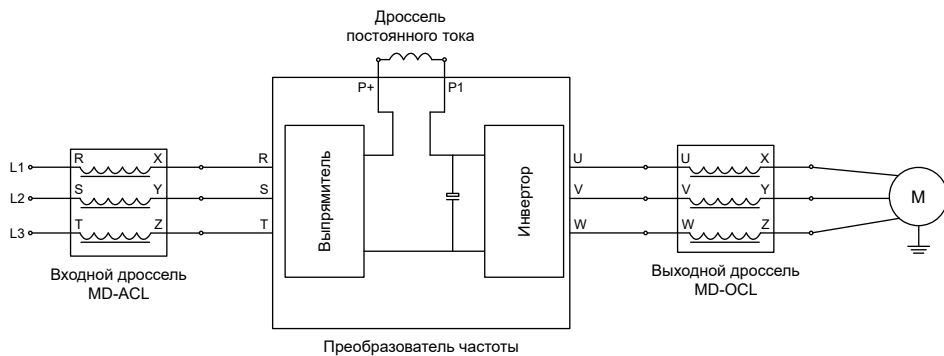 Дроссель
постоянного тока
P+ P1
L1 R X R U U X
L2 S Y S V V Y M
L3 T Z T W W Z
Выпрямитель
Инвертор
Входной дроссель
MD-ACL
Выходной дроссель
MD-OCL
Преобразователь частоты